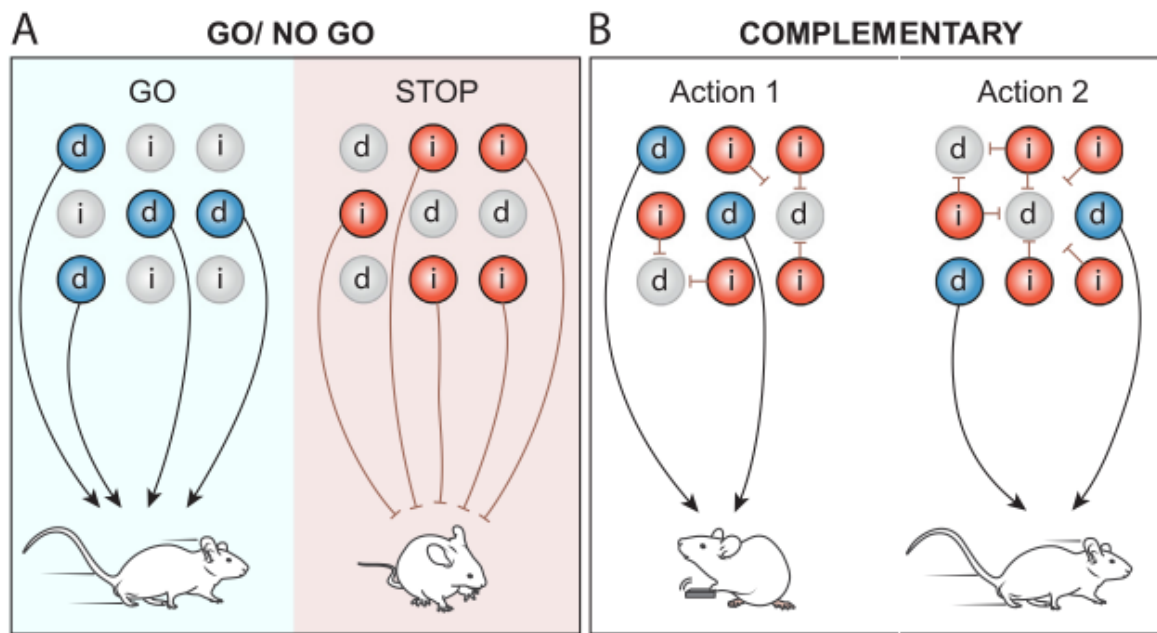 A GO/ NO GO B COMPLEMENTARY
GO STOP Action 1 Action 2
d i i d i i d i i d i i
i d d i d d i d d i d d
d i i d i i d i i d i i